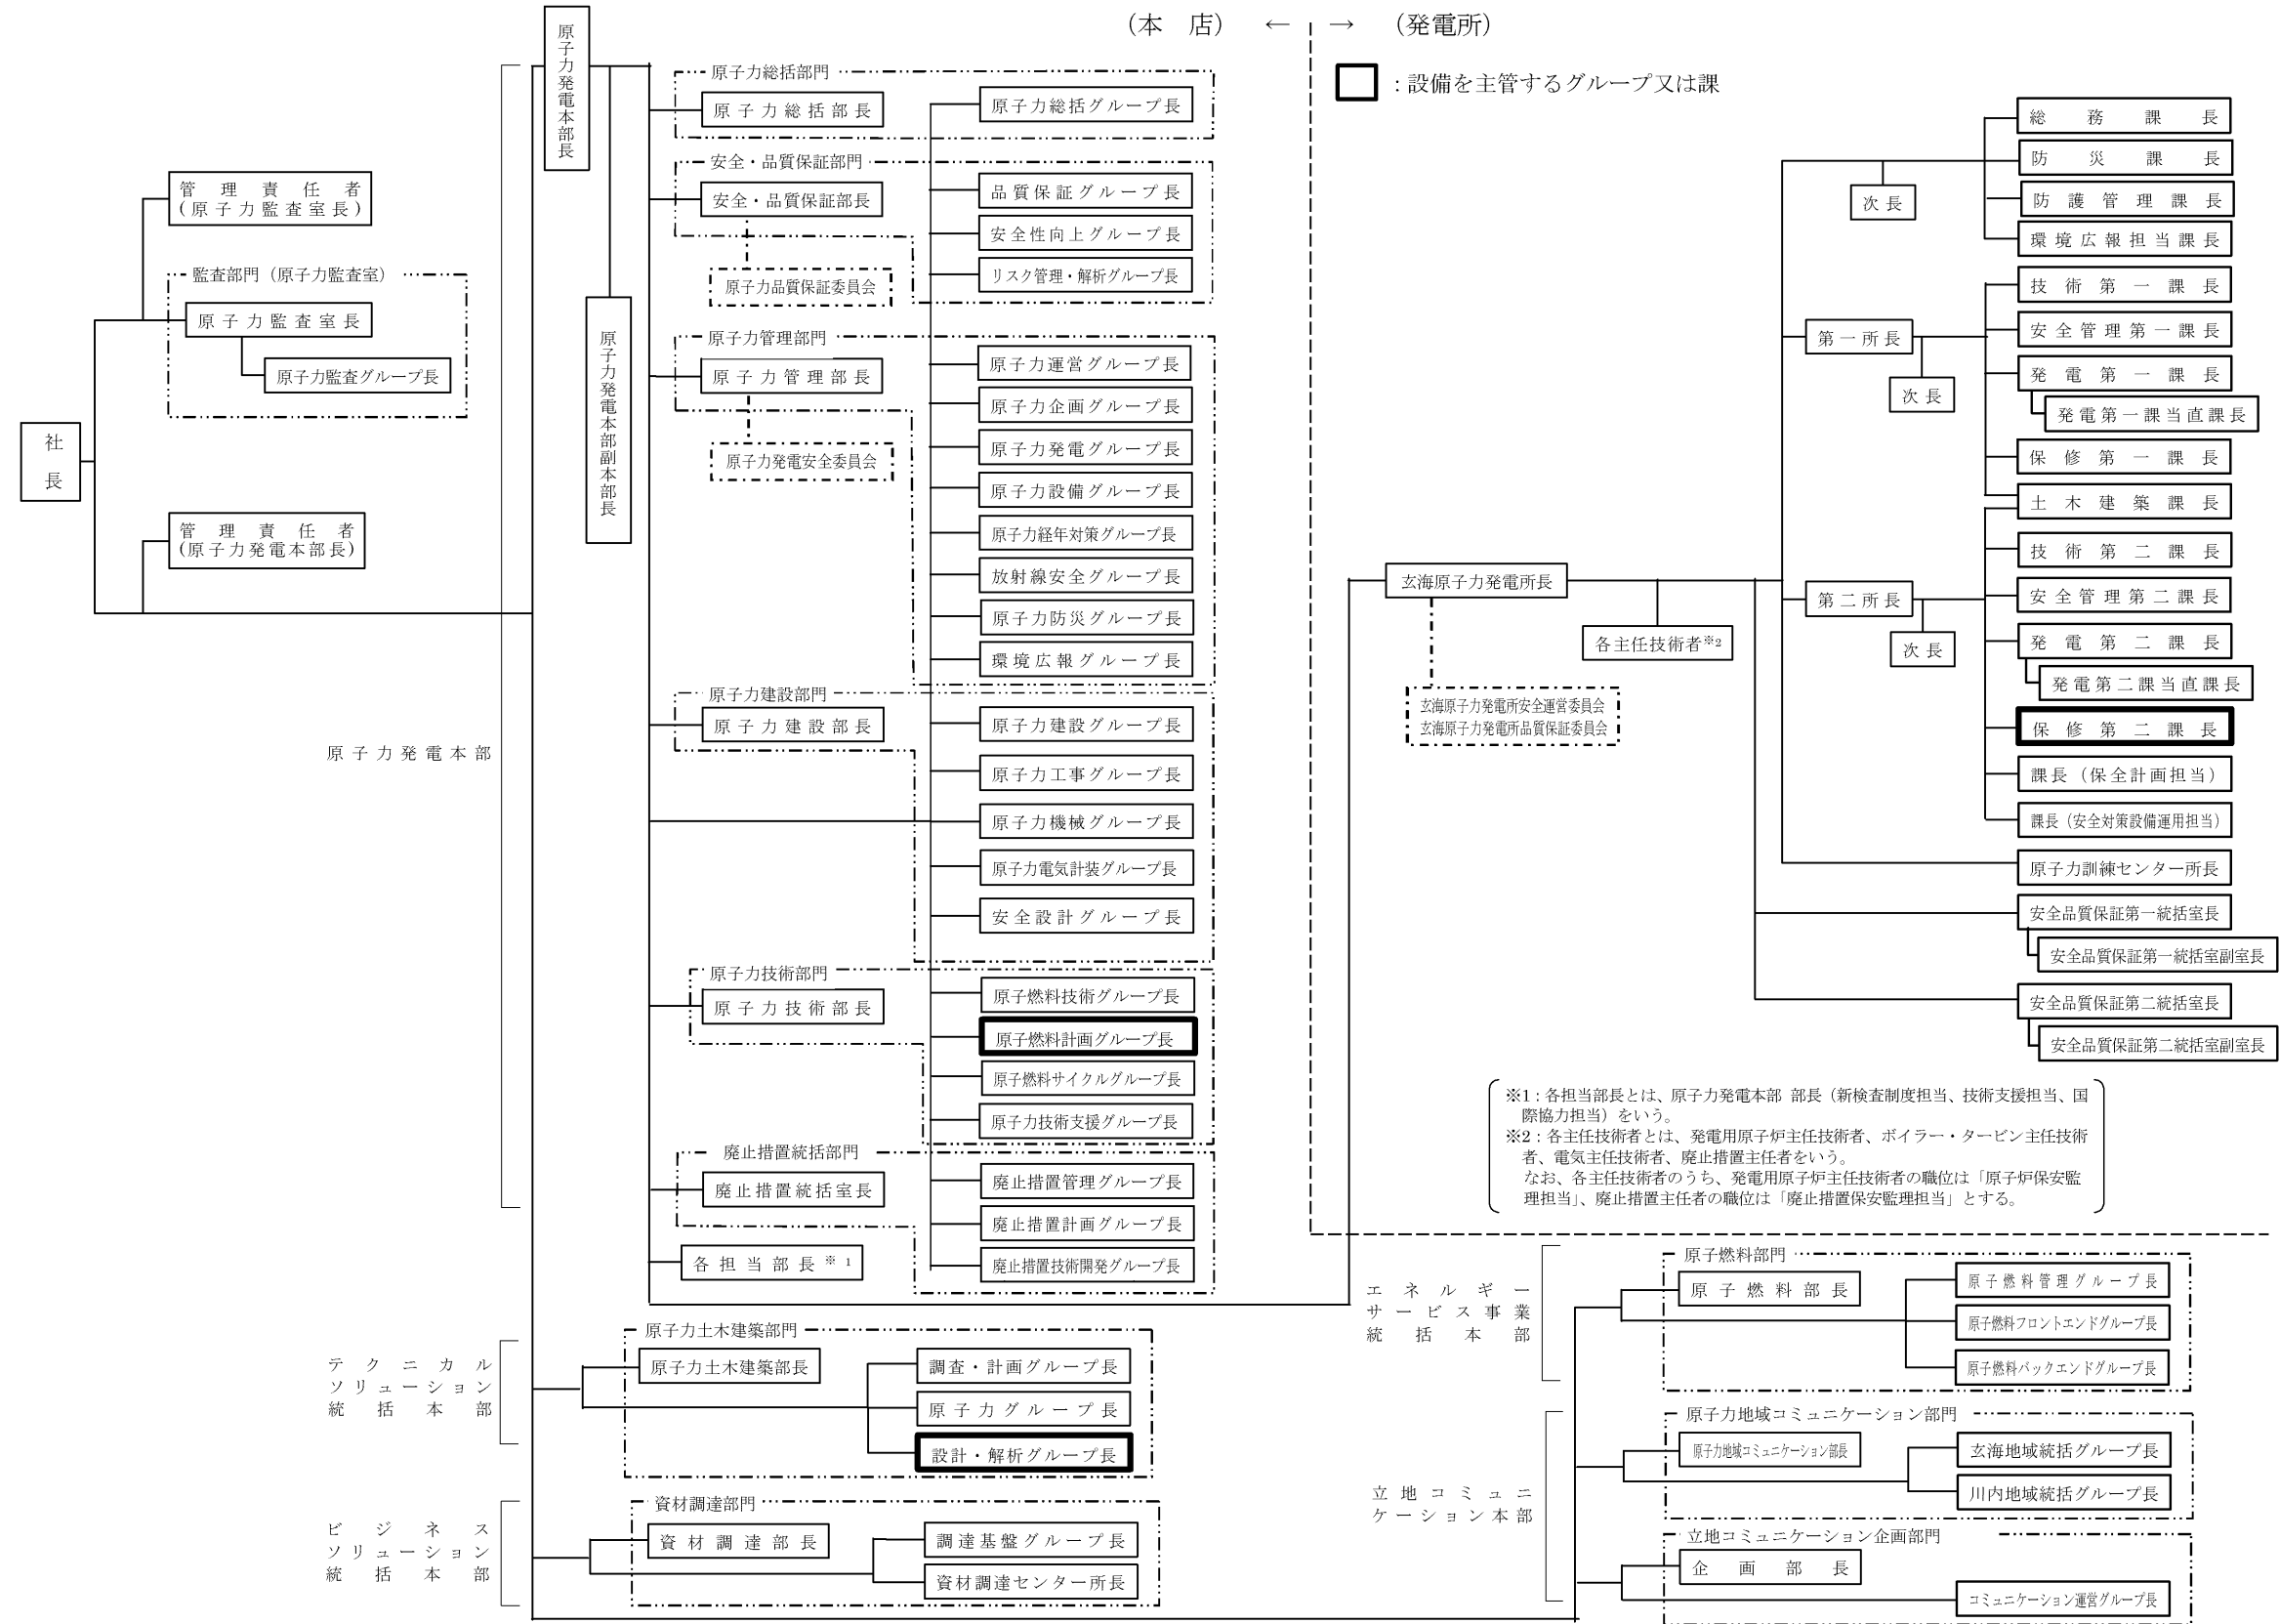 (本　店)　←　→　(発電所)
：設備を主管するグループ又は課
社長
管理責任者
(原子力監査室長)
監査部門（原子力監査室）
原子力監査室長
原子力監査グループ長
管理責任者
(原子力発電本部長)
原子力発電本部
原子力発電本部長
原子力発電本部副本部長
原子力総括部門
原子力総括部長
原子力総括グループ長
安全・品質保証部門
安全・品質保証部長
原子力品質保証委員会
品質保証グループ長
安全性向上グループ長
リスク管理・解析グループ長
原子力管理部門
原子力管理部長
原子力発電安全委員会
原子力運営グループ長
原子力企画グループ長
原子力発電グループ長
原子力設備グループ長
原子力経年対策グループ長
放射線安全グループ長
原子力防災グループ長
環境広報グループ長
原子力建設部門
原子力建設部長
原子力建設グループ長
原子力工事グループ長
原子力機械グループ長
原子力電気計装グループ長
安全設計グループ長
原子力技術部門
原子力技術部長
原子燃料技術グループ長
原子燃料計画グループ長
原子燃料サイクルグループ長
原子力技術支援グループ長
廃止措置統括部門
廃止措置統括室長
廃止措置管理グループ長
廃止措置計画グループ長
廃止措置技術開発グループ長
各担当部長※1
テクニカル
ソリューション
統括本部
原子力土木建築部門
原子力土木建築部長
調査・計画グループ長
原子力グループ長
設計・解析グループ長
ビジネス
ソリューション
統括本部
資材調達部門
資材調達部長
調達基盤グループ長
資材調達センター所長
玄海原子力発電所長
各主任技術者※2
玄海原子力発電所安全運営委員会
玄海原子力発電所品質保証委員会
次長
総務課長
防災課長
防護管理課長
環境広報担当課長
第一所長
次長
技術第一課長
安全管理第一課長
発電第一課長
発電第一課当直課長
保修第一課長
土木建築課長
第二所長
次長
技術第二課長
安全管理第二課長
発電第二課長
発電第二課当直課長
保修第二課長
課長（保全計画担当）
課長（安全対策設備運用担当）
原子力訓練センター所長
安全品質保証第一統括室長
安全品質保証第一統括室副室長
安全品質保証第二統括室長
安全品質保証第二統括室副室長
※1：各担当部長とは、原子力発電本部 部長（新検査制度担当、技術支援担当、国
際協力担当）をいう。
※2：各主任技術者とは、発電用原子炉主任技術者、ボイラー・タービン主任技術
者、電気主任技術者、廃止措置主任者をいう。
なお、各主任技術者のうち、発電用原子炉主任技術者の職位は「原子炉保安監
理担当」、廃止措置主任者の職位は「廃止措置保安監理担当」とする。
エネルギー
サービス事業
統括本部
原子燃料部門
原子燃料部長
原子燃料管理グループ長
原子燃料フロントエンドグループ長
原子燃料バックエンドグループ長
立地コミュニ
ケーション本部
原子力地域コミュニケーション部門
原子力地域コミュニケーション部長
玄海地域統括グループ長
川内地域統括グループ長
立地コミュニケーション企画部門
企画部長
コミュニケーション運営グループ長